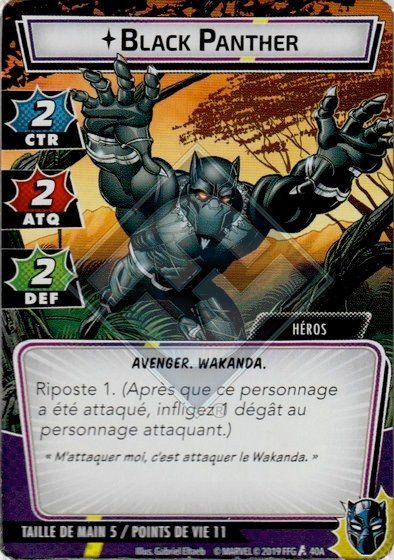 BLACK PANTHER
2
CTR
2
ATQ
2
DEF
HÉROS
AVENGER. WAKANDA.
Riposte 1. (Après que ce personnage
a été attaqué, infligez 1 dégât au
personnage attaquant.)
« M'attaquer moi, c'est attaquer le Wakanda. »
TAILLE DE MAIN 5 / POINTS DE VIE 11
Illus. Gabriel Eltaeb © MARVEL © 2019 FFG 40A